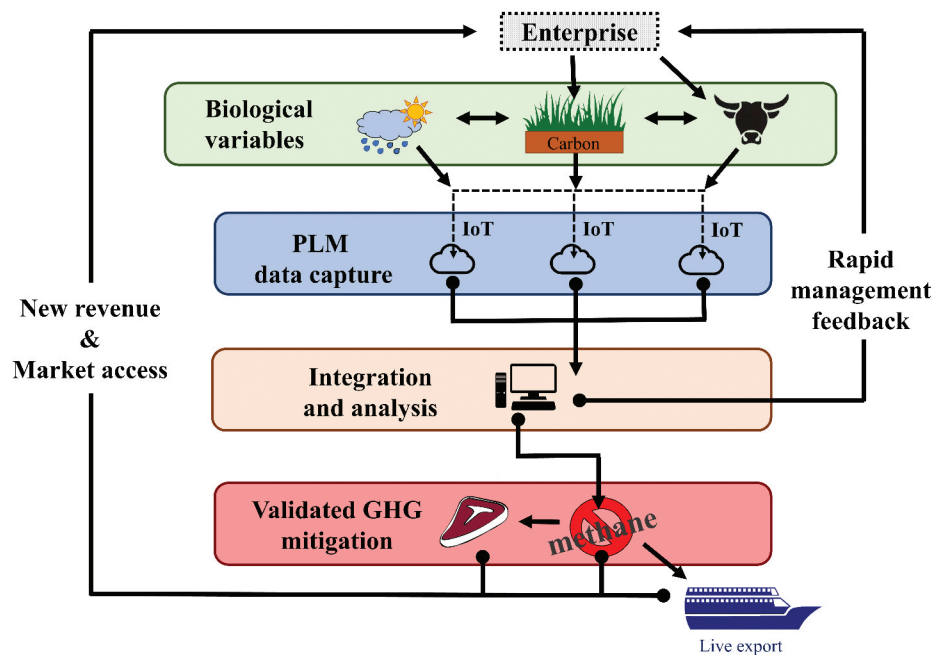 Enterprise
Biological
variables
Carbon
PLM
data capture
IoT
IoT
IoT
New revenue
&
Market access
Rapid
management
feedback
Integration
and analysis
Validated GHG
mitigation
methane
Live export